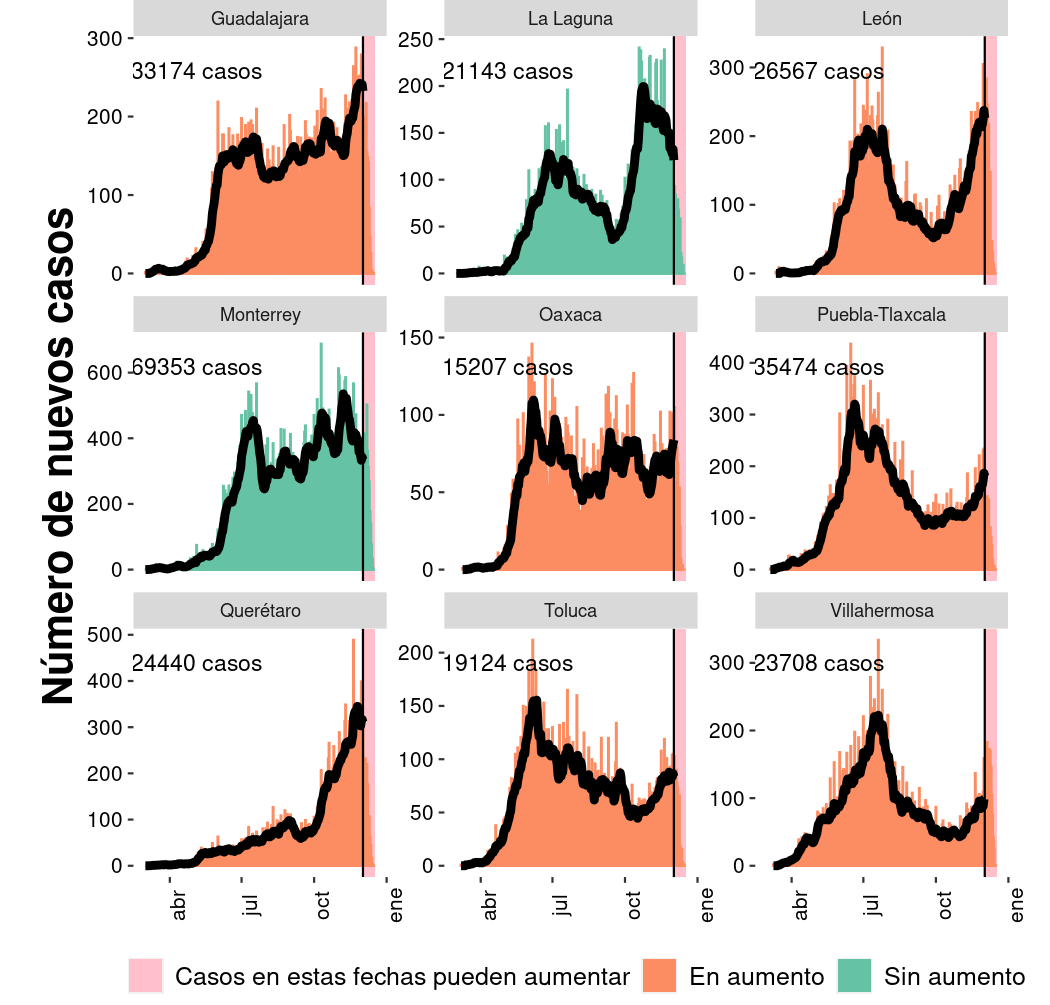 Número de nuevos casos
Guadalajara
La Laguna
León
300
200
100
0
33174 casos
250
200
150
100
50
0
21143 casos
300
200
100
0
26567 casos
Monterrey
Oaxaca
Puebla-Tlaxcala
600
400
200
0
69353 casos
150
100
50
0
15207 casos
400
300
200
100
0
35474 casos
Querétaro
Toluca
Villahermosa
500
400
300
200
100
0
24440 casos
200
150
100
50
0
19124 casos
300
200
100
0
23708 casos
abr jul oct ene
abr jul oct ene
abr jul oct ene
Casos en estas fechas pueden aumentar En aumento Sin aumento